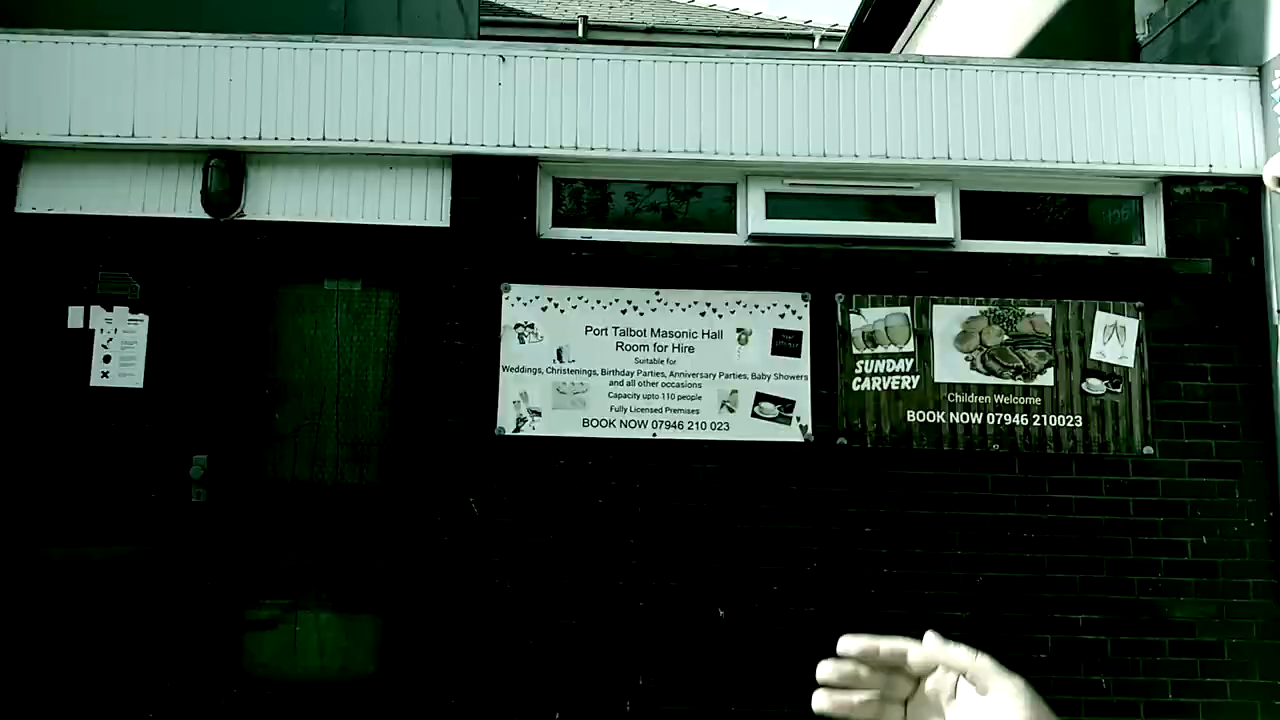 Port Talbot Masonic Hall
Room for Hire
Suitable for
Weddings, Christenings, Birthday Parties, Anniversary Parties, Baby Showers
and all other occasions
Capacity upto 110 people
Fully Licensed Premises
BOOK NOW 07946 210 023
SUNDAY
CARVERY
Children Welcome
BOOK NOW 07946 210023